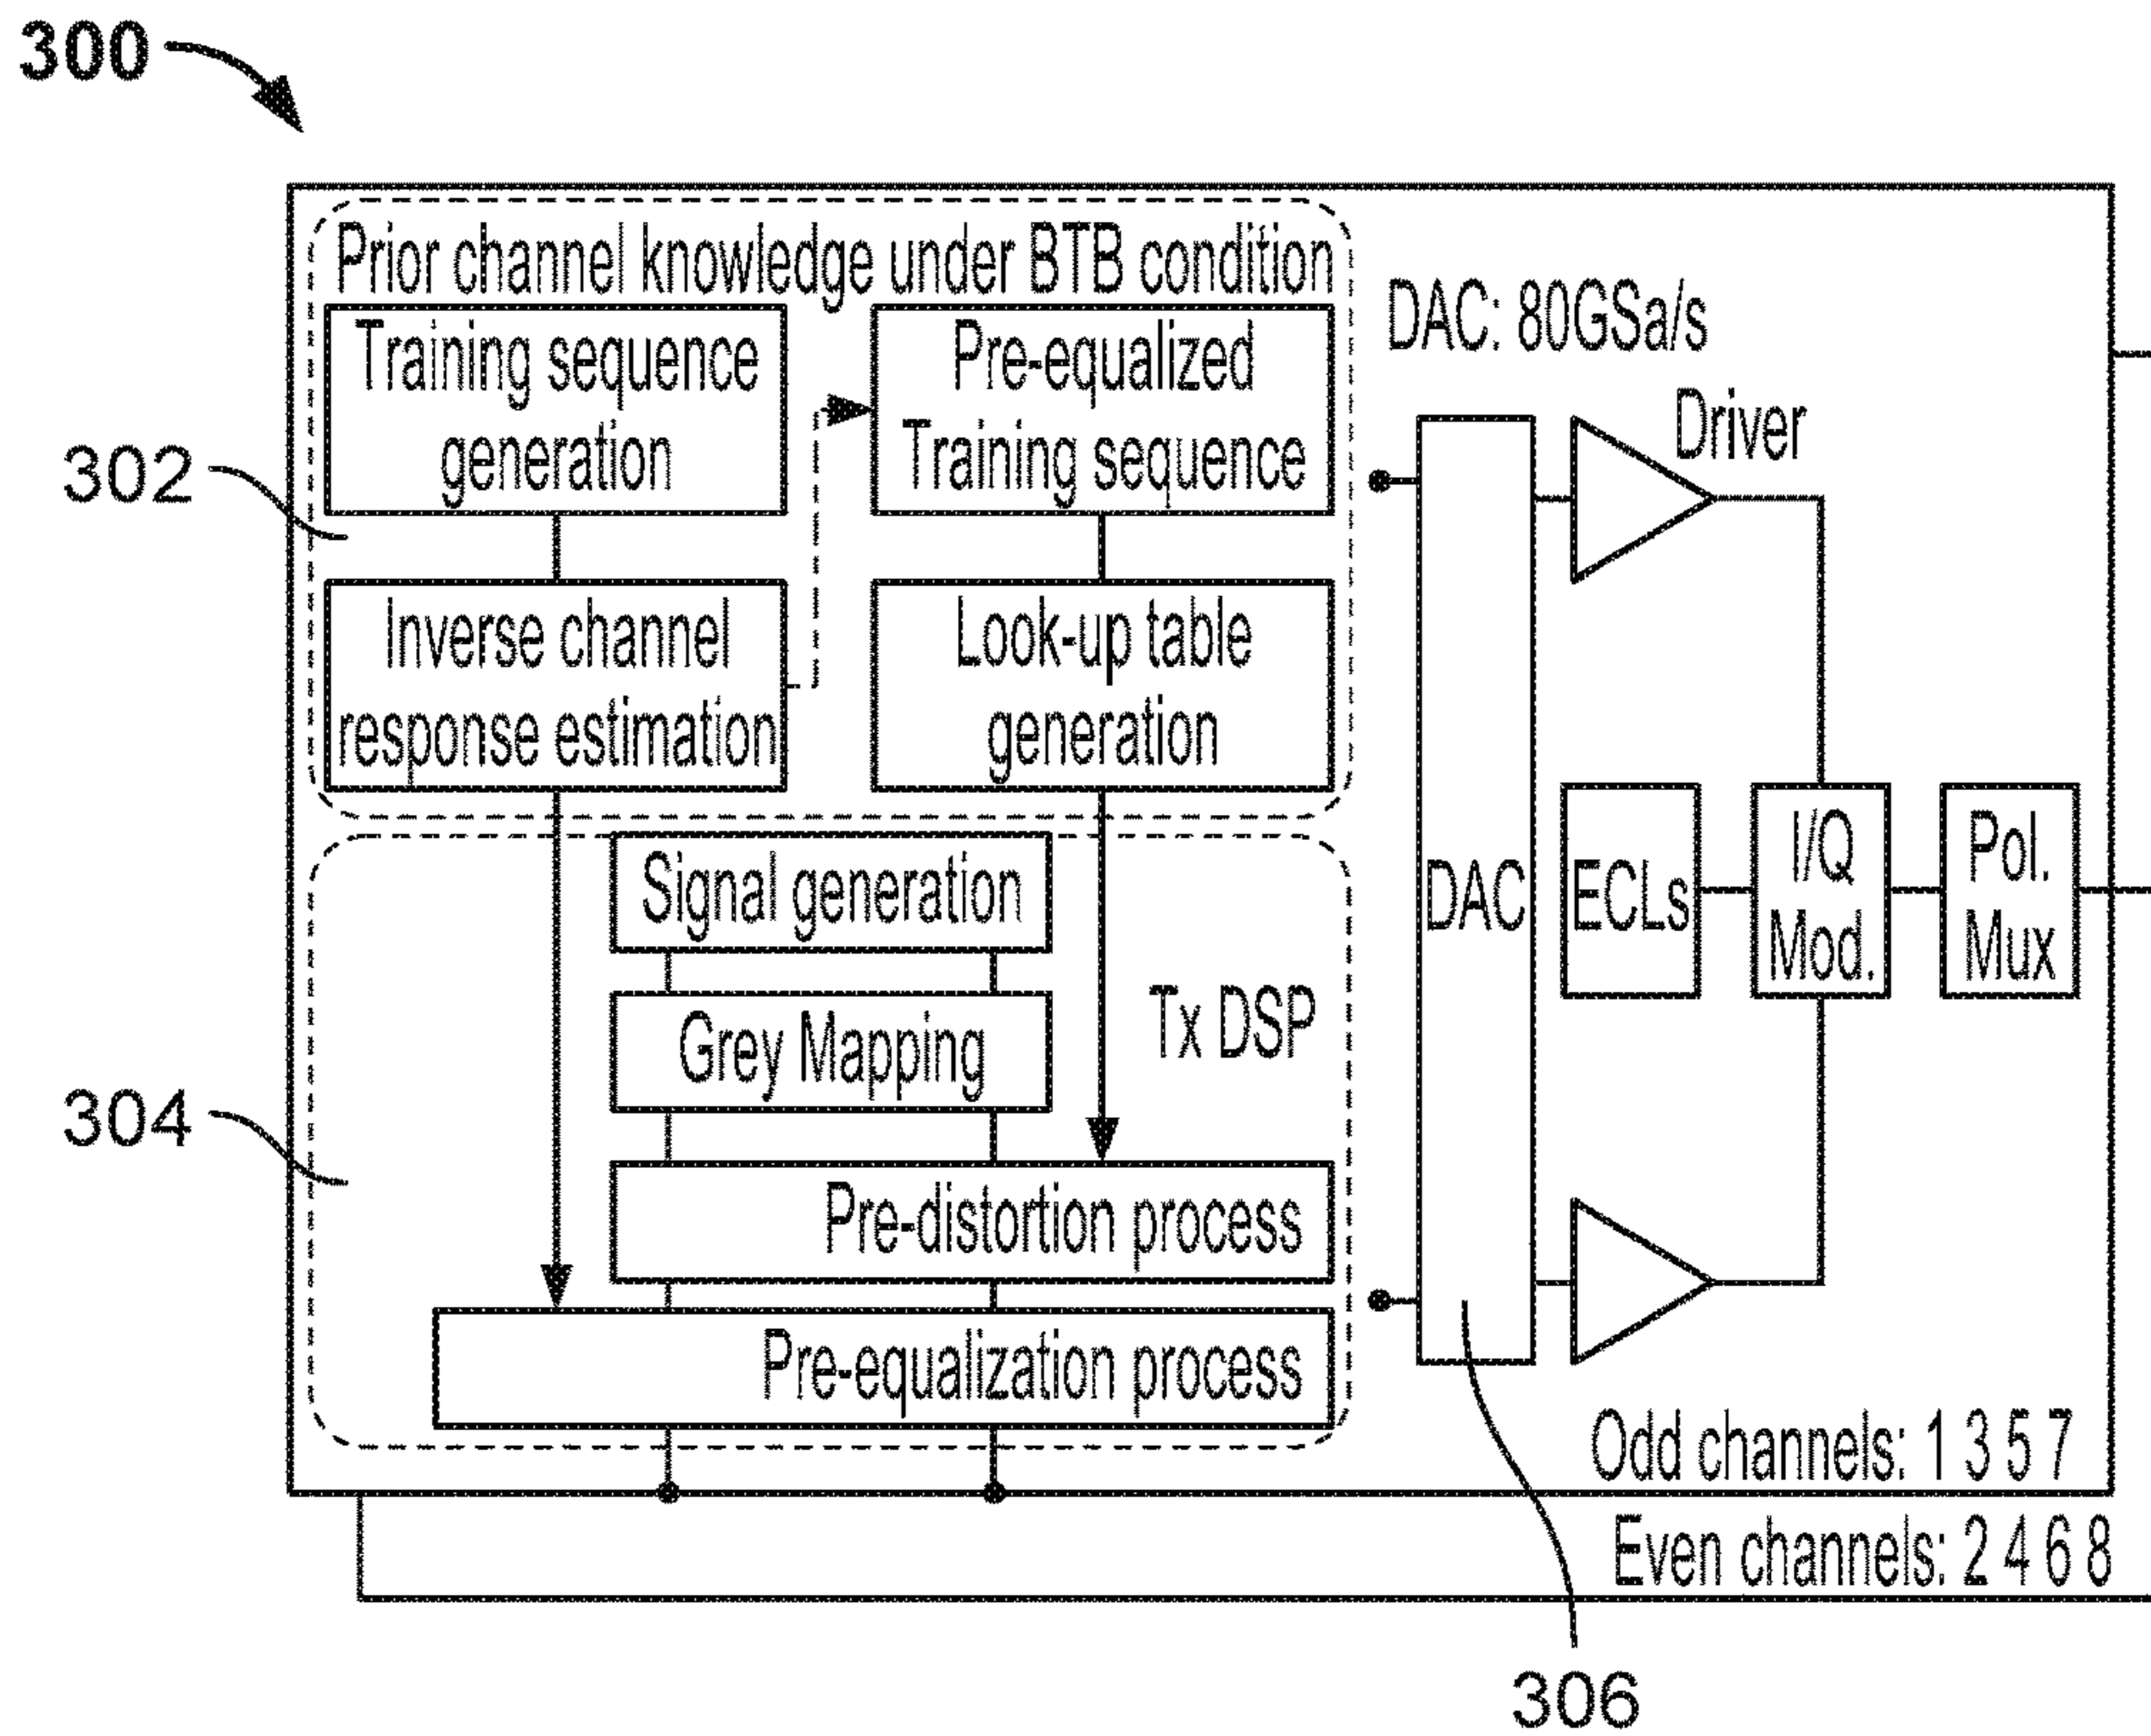 300
Prior channel knowledge under BTB condition
Training sequence
generation
Pre-equalized
Training sequence
DAC: 80GSa/s
Driver
302
Inverse channel
response estimation
Look-up table
generation
Signal generation
Grey Mapping
Tx DSP
304
Pre-distortion process
Pre-equalization process
DAC
ECLs
I/Q
Mod.
Pol.
Mux
Odd channels: 1 3 5 7
Even channels: 2 4 6 8
306